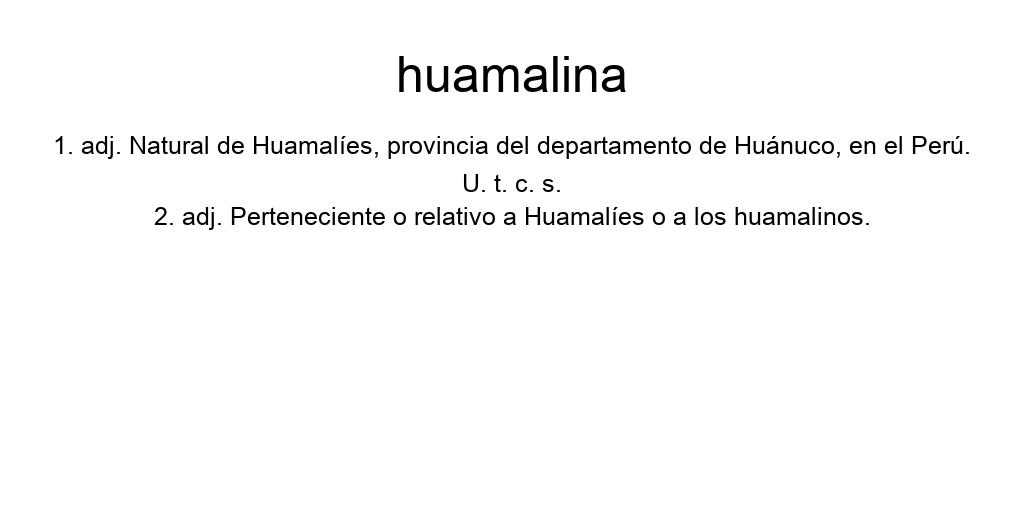 huamalina
1. adj. Natural de Huamalíes, provincia del departamento de Huánuco, en el Perú.
U. t. c. s.
2. adj. Perteneciente o relativo a Huamalíes o a los huamalinos.